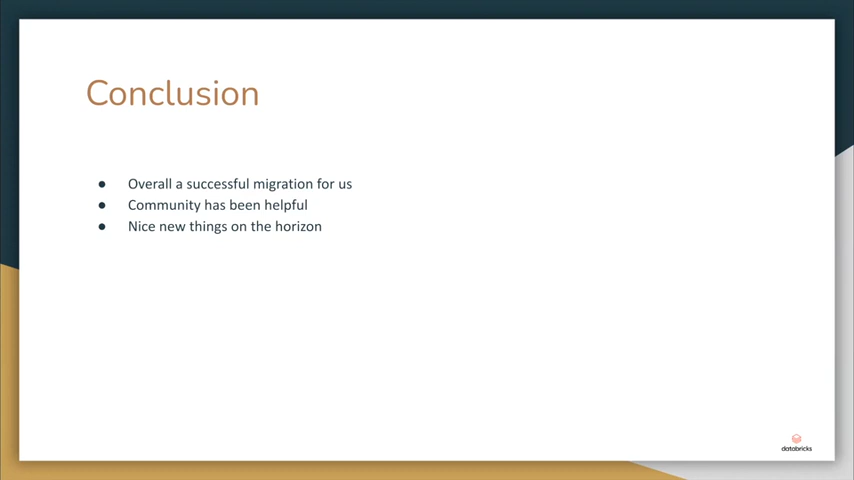 Conclusion
● Overall a successful migration for us
● Community has been helpful
● Nice new things on the horizon
databricks